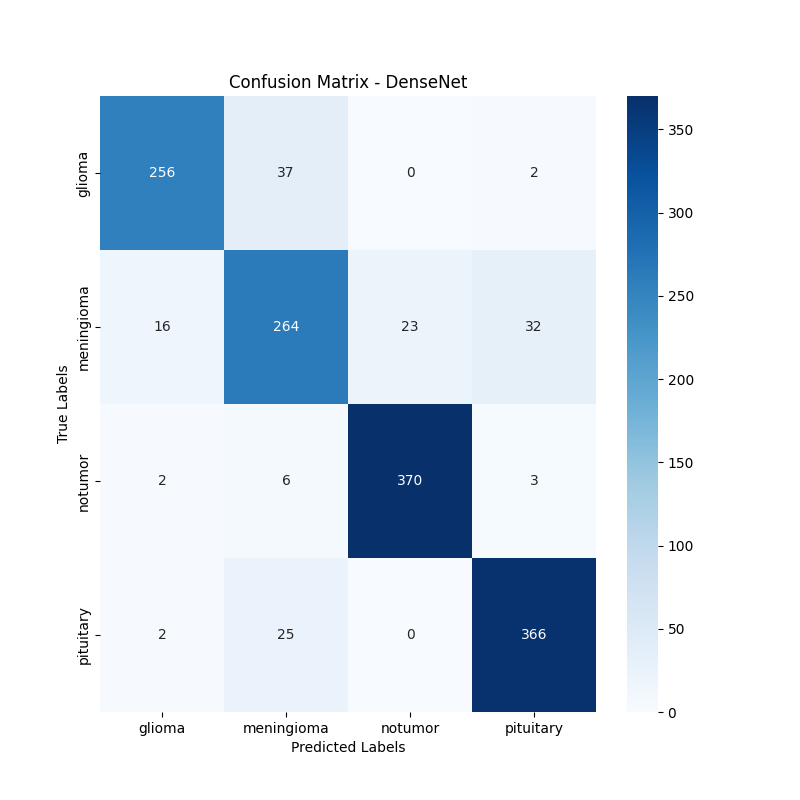 Confusion Matrix - DenseNet
True Labels
glioma 256 37 0 2
meningioma 16 264 23 32
notumor 2 6 370 3
pituitary 2 25 0 366
glioma meningioma notumor pituitary
Predicted Labels
350
300
250
200
150
100
50
0